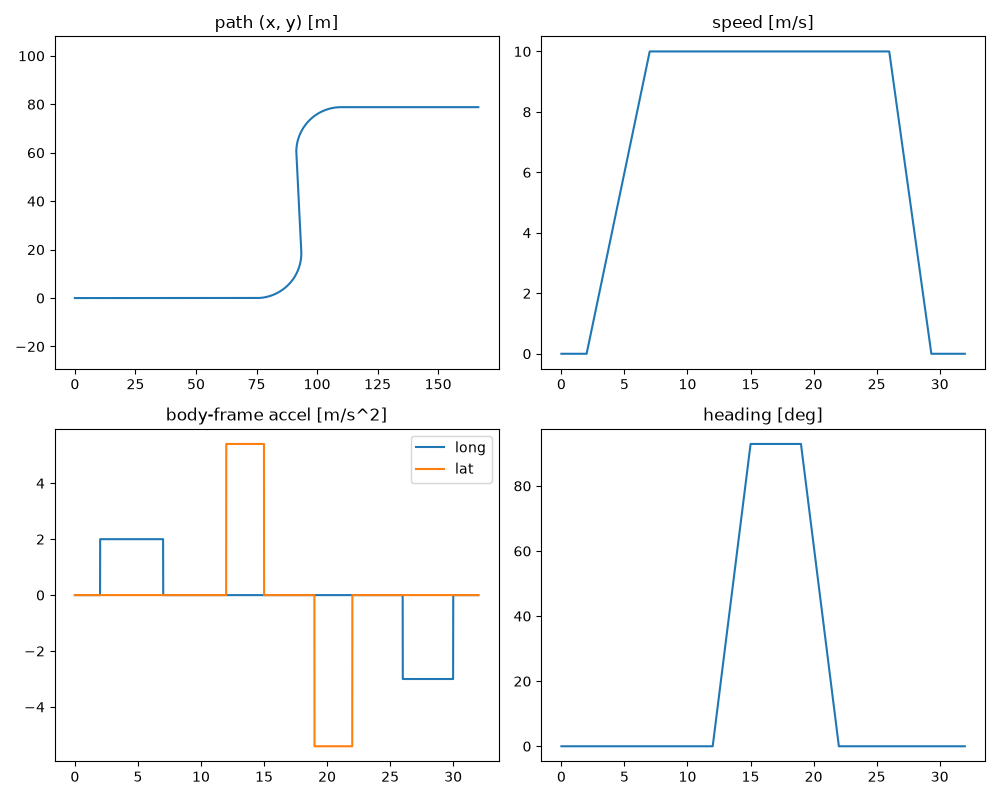 path (x, y) [m]
100
80
60
40
20
0
−20
0 25 50 75 100 125 150
speed [m/s]
10
8
6
4
2
0
0 5 10 15 20 25 30
body-frame accel [m/s^2]
long
lat
4
2
0
−2
−4
0 5 10 15 20 25 30
heading [deg]
80
60
40
20
0
0 5 10 15 20 25 30